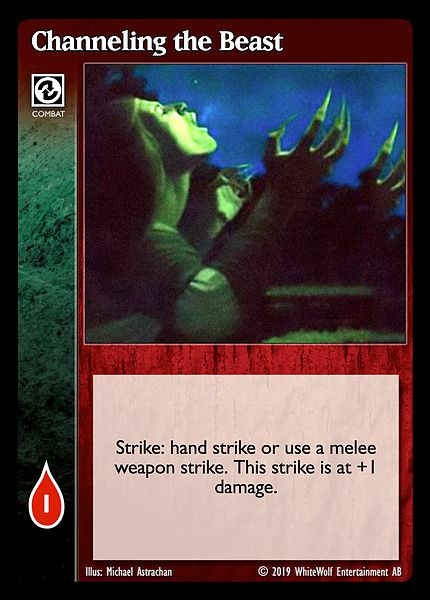 Channeling the Beast
COMBAT
Strike: hand strike or use a melee
weapon strike. This strike is at +1
damage.
1
Illus: Michael Astrachan
© 2019 WhiteWolf Entertainment AB